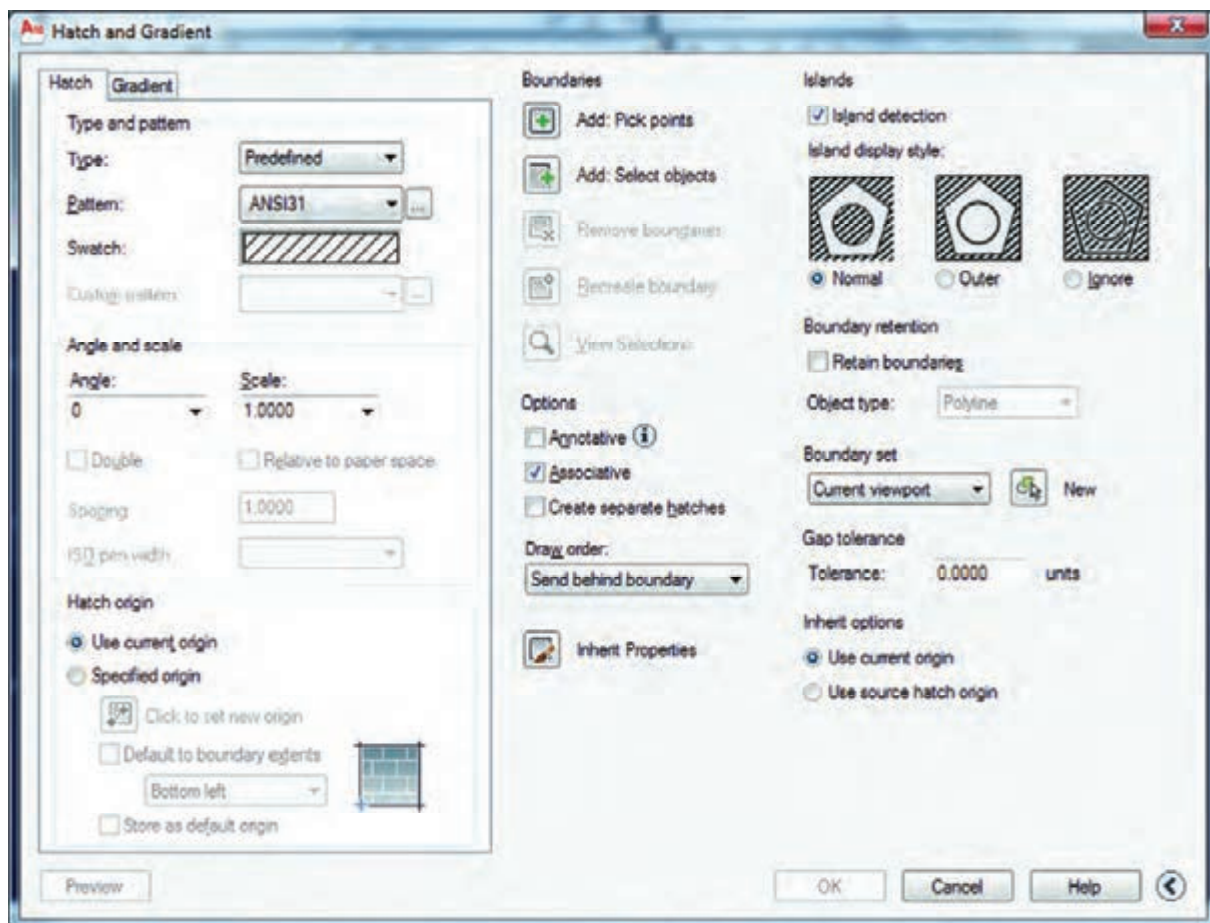 Hatch and Gradient
Hatch Gradient
Type and pattern
Type: Predefined
Pattern: ANSI31 ...
Swatch:
Custom pattern: ...
Angle and scale
Angle: Scale:
0 1.0000
Double Relative to paper space
Spacing: 1.0000
ISO pen width:
Hatch origin
Use current origin
Specified origin
Click to set new origin
Default to boundary extents
Bottom left
Store as default origin
Preview
Boundaries
Add: Pick points
Add: Select objects
Remove boundaries
Recreate boundary
View Selections
Options
Annotative
Associative
Create separate hatches
Draw order:
Send behind boundary
Inherit Properties
Islands
Island detection
Island display style:
Normal Outer Ignore
Boundary retention
Retain boundaries
Object type: Polyline
Boundary set
Current viewport New
Gap tolerance
Tolerance: 0.0000 units
Inherit options
Use current origin
Use source hatch origin
OK Cancel Help